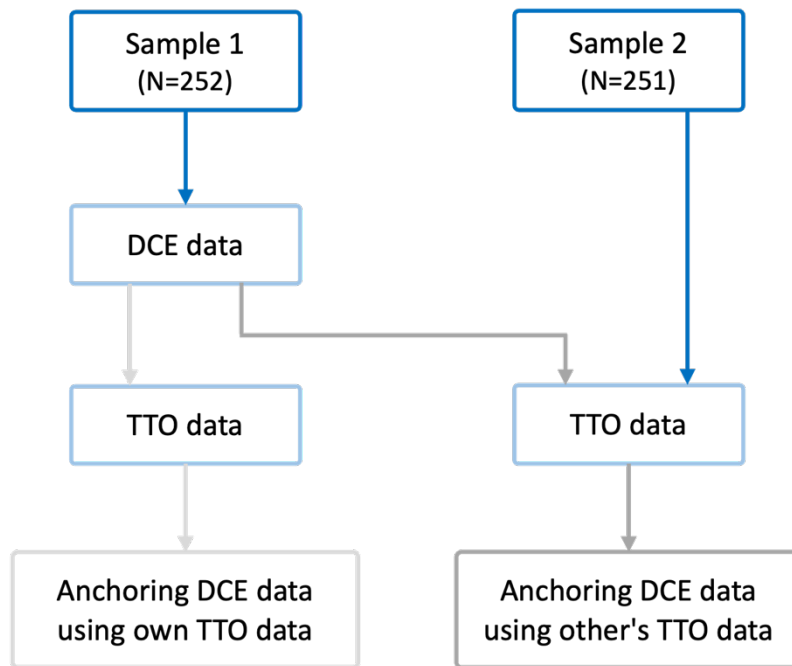 Sample 1
(N=252)
Sample 2
(N=251)
DCE data
TTO data
TTO data
Anchoring DCE data
using own TTO data
Anchoring DCE data
using other's TTO data